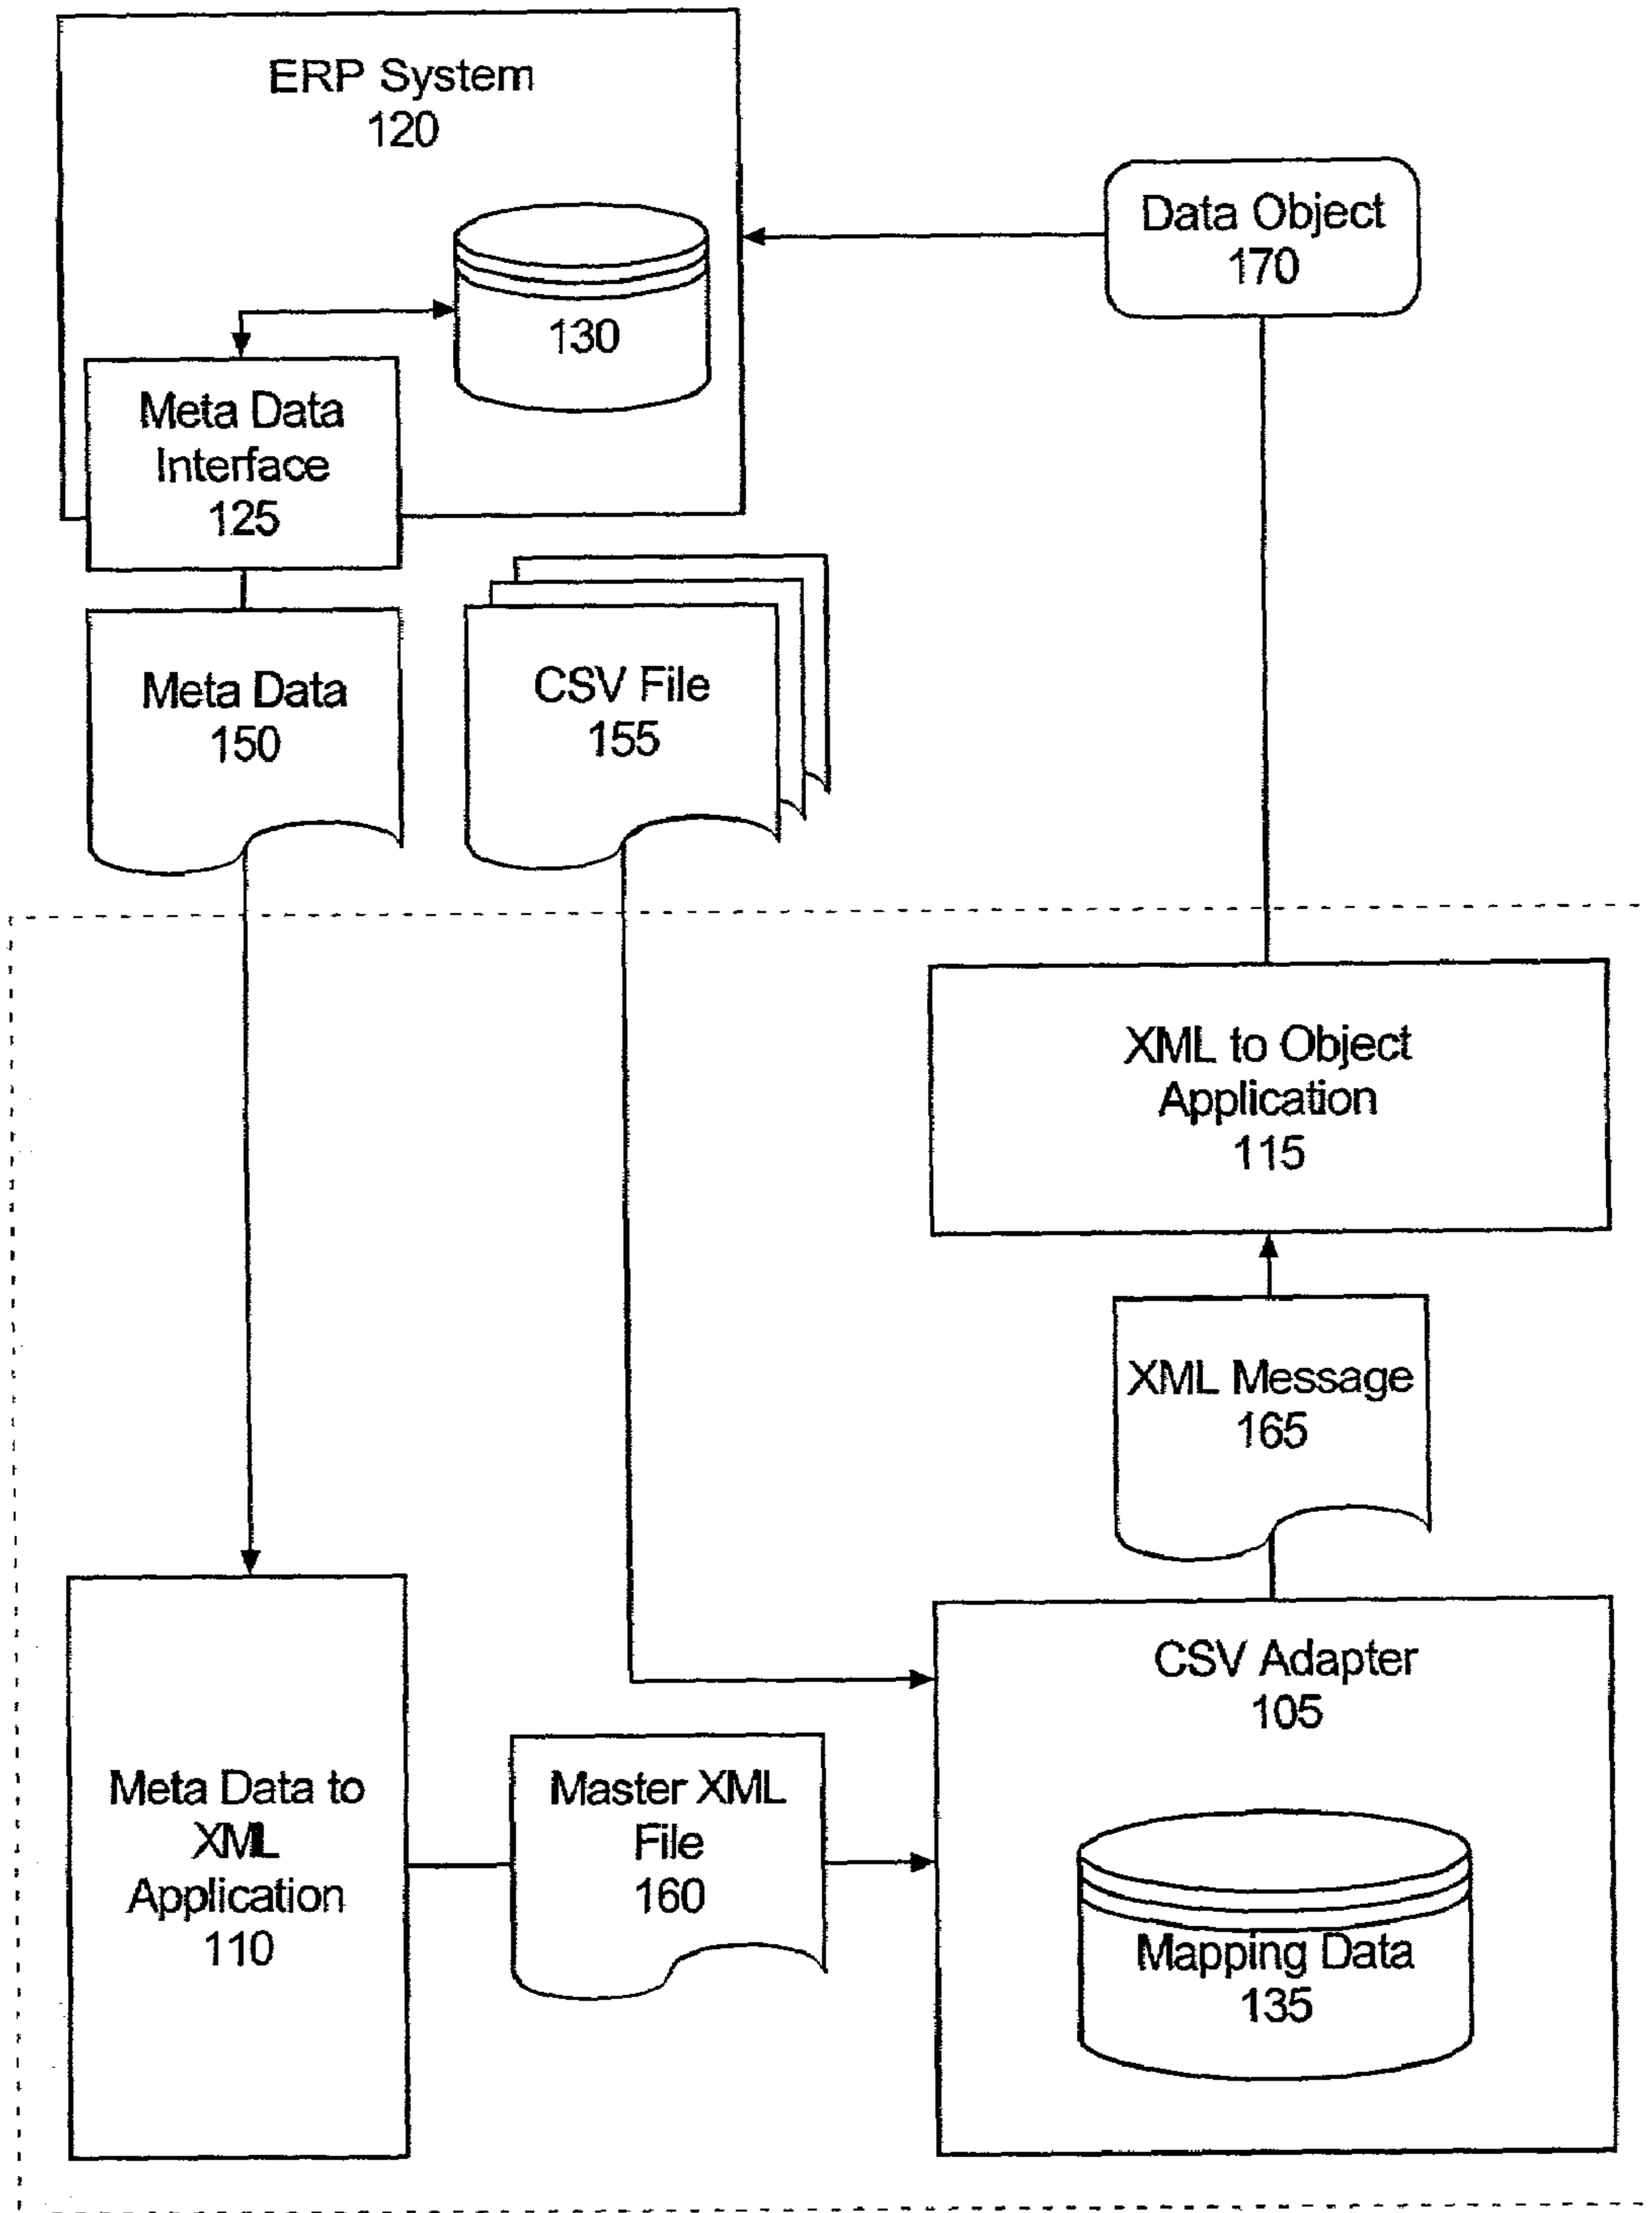 ERP System
120
Data Object
170
130
Meta Data
Interface
125
Meta Data
150
CSV File
155
XML to Object
Application
115
XML Message
165
CSV Adapter
105
Meta Data to
XML
Application
110
Master XML
File
160
Mapping Data
135